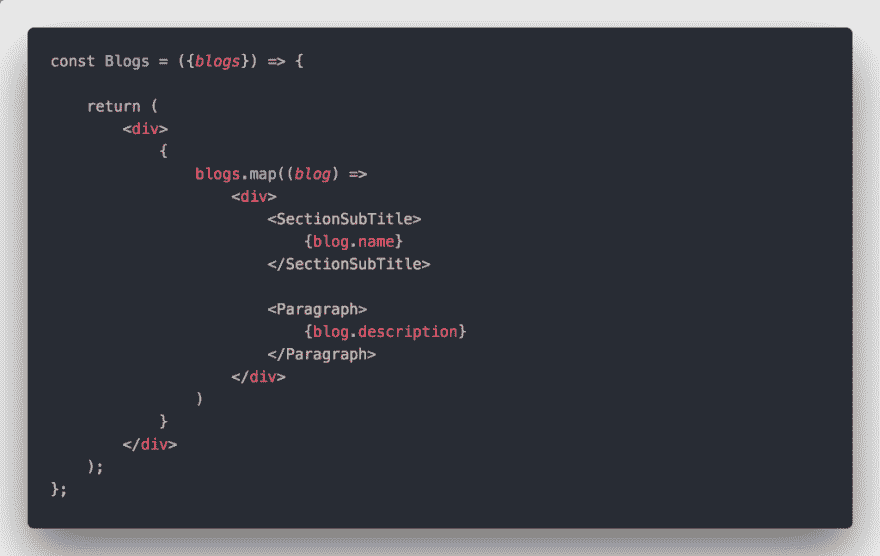 const Blogs = ({blogs}) => {
return (
<div>
{
blogs.map((blog) =>
<div>
<SectionSubTitle>
{blog.name}
</SectionSubTitle>
<Paragraph>
{blog.description}
</Paragraph>
</div>
)
}
</div>
);
};